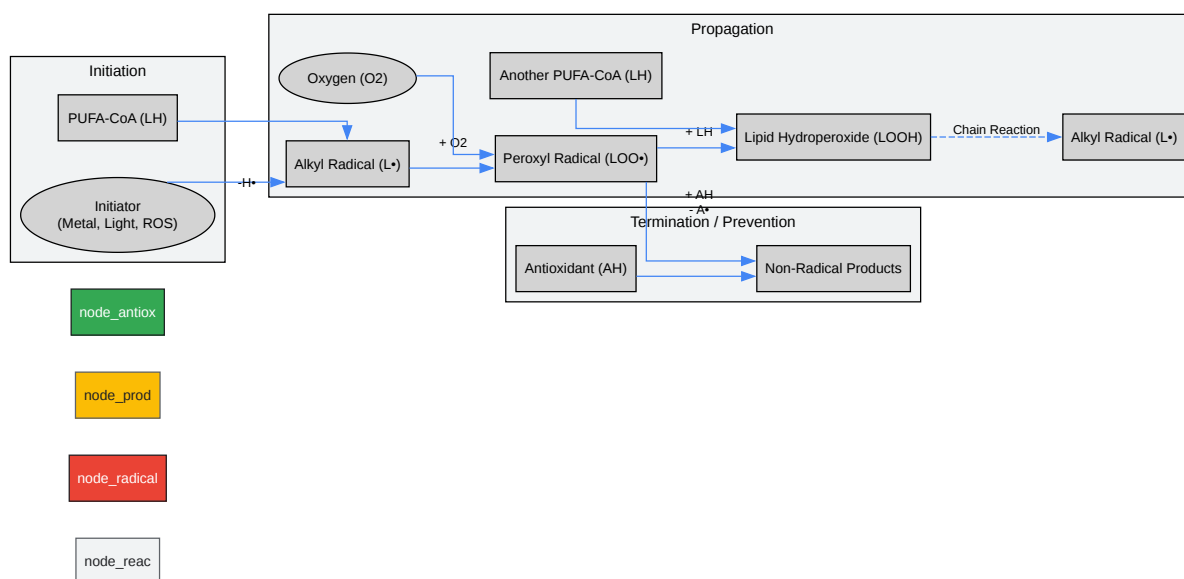 Initiation
PUFA-CoA (LH)
Initiator
(Metal, Light, ROS)
-H•
Propagation
Oxygen (O2)
Another PUFA-CoA (LH)
Alkyl Radical (L•)
+ O2
Peroxyl Radical (LOO•)
+ LH
Lipid Hydroperoxide (LOOH)
Chain Reaction
Alkyl Radical (L•)
+ AH
- A•
Termination / Prevention
Antioxidant (AH)
Non-Radical Products
node_antiox
node_prod
node_radical
node_reac